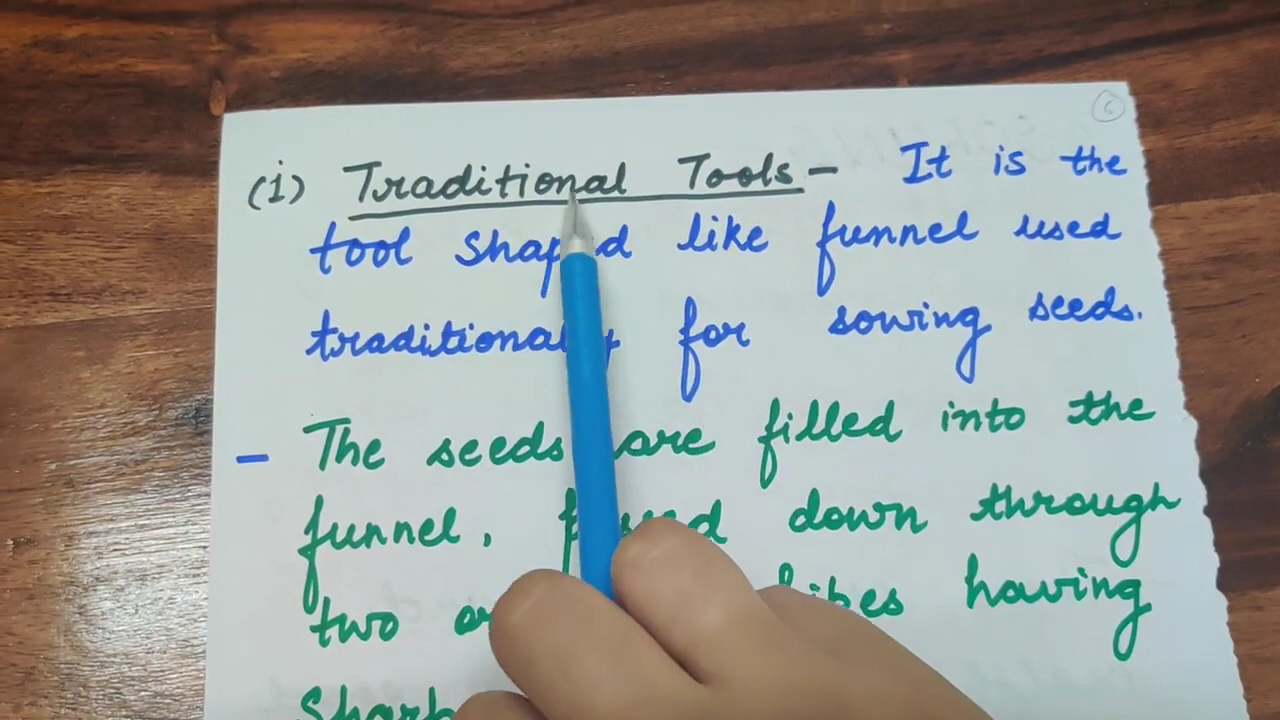 6
(i) Traditional Tools - It is the
tool shaped like funnel used
traditionally for sowing seeds.
- The seeds are filled into the
funnel, down through
two having